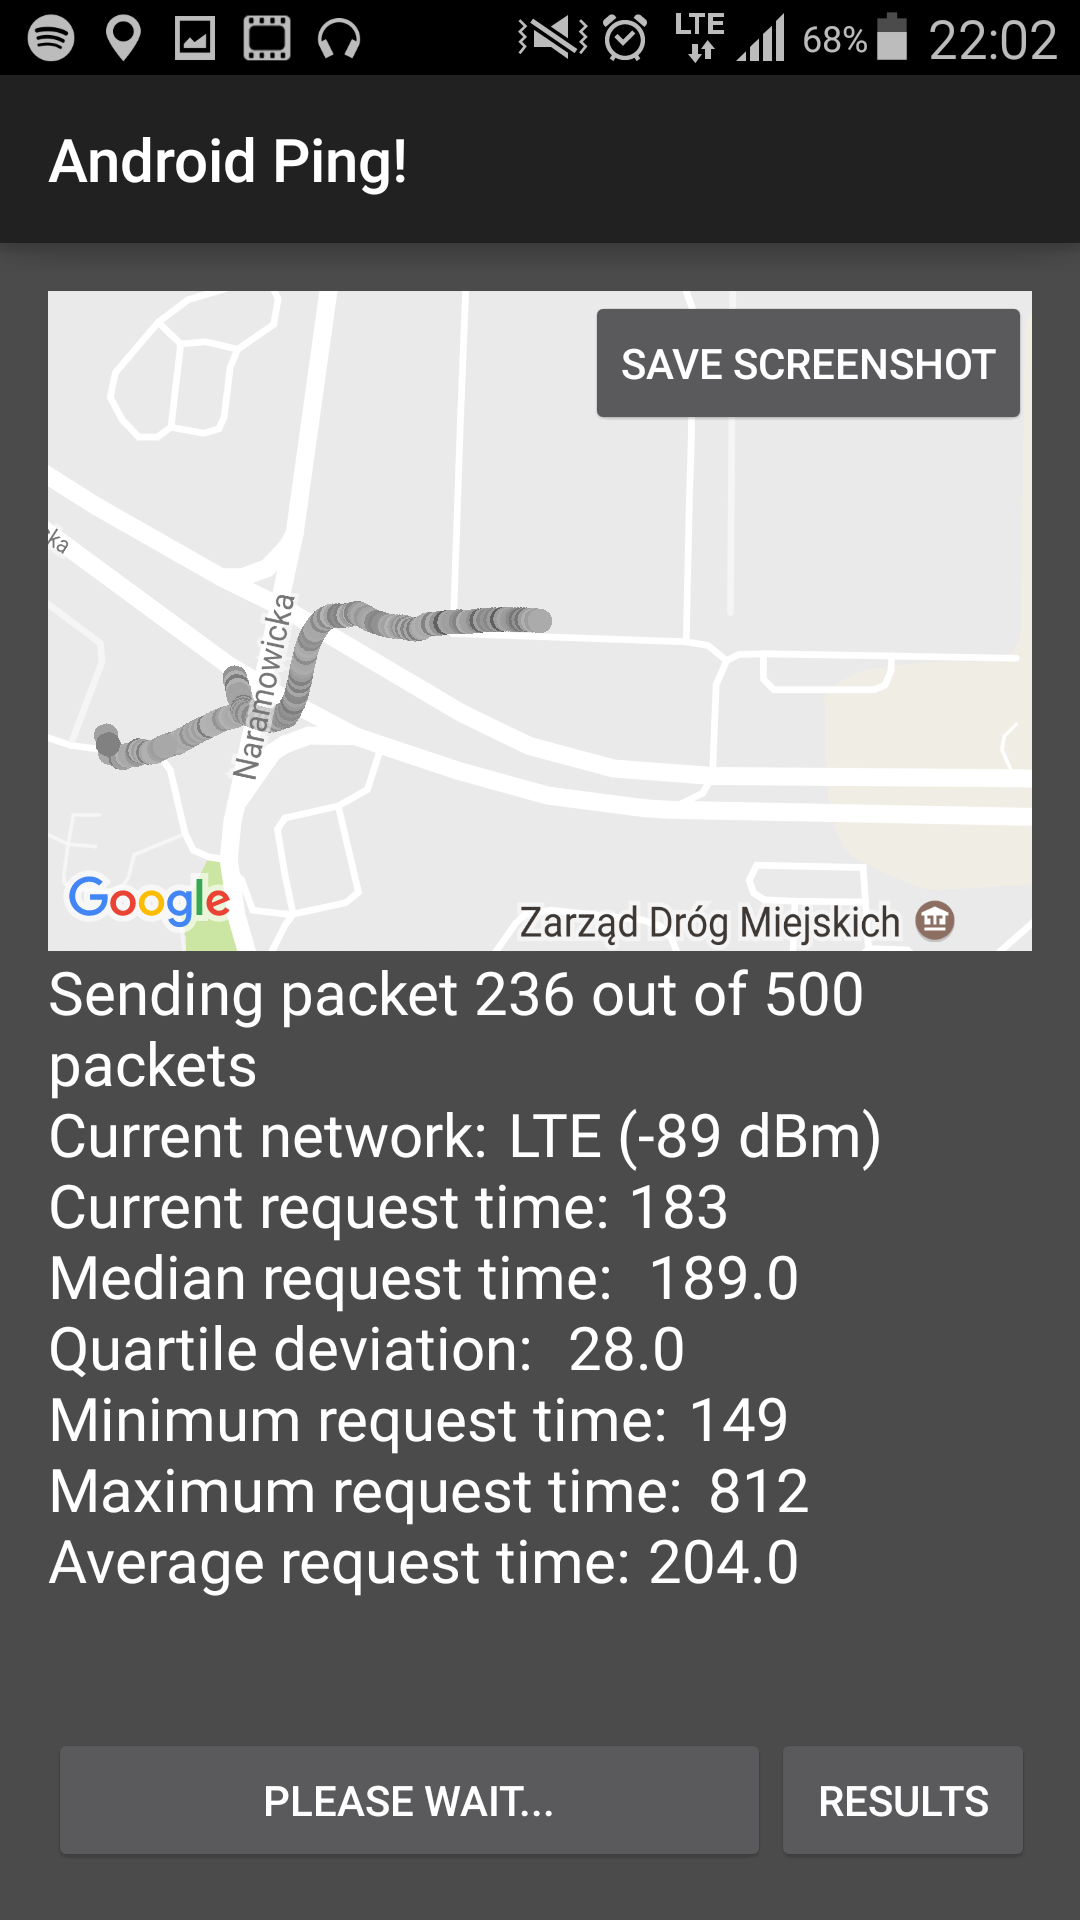 LTE 68% 22:02
Android Ping!
SAVE SCREENSHOT
ka
Naramowicka
Google
Zarząd Dróg Miejskich
Sending packet 236 out of 500
packets
Current network: LTE (-89 dBm)
Current request time: 183
Median request time: 189.0
Quartile deviation: 28.0
Minimum request time: 149
Maximum request time: 812
Average request time: 204.0
PLEASE WAIT...
RESULTS